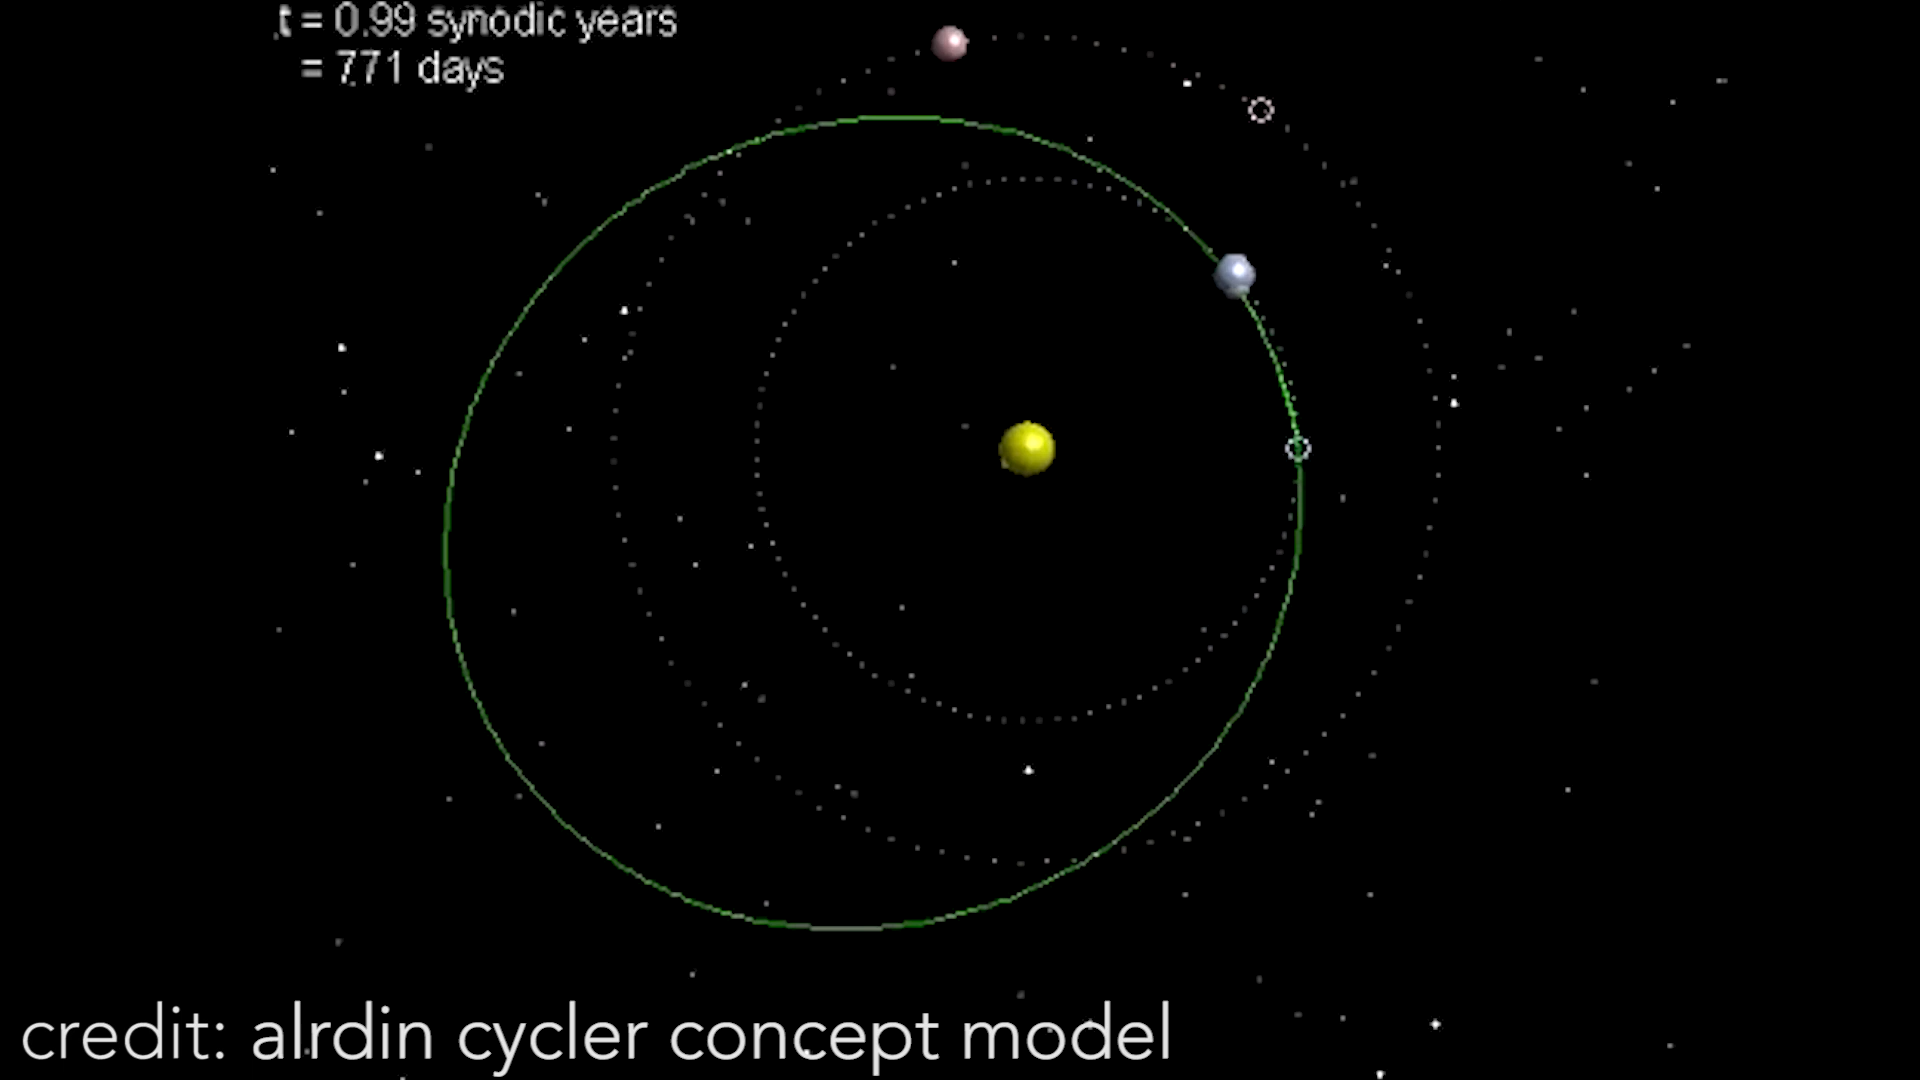 t = 0.99 synodic years
= 771 days
credit: alrdin cycler concept model